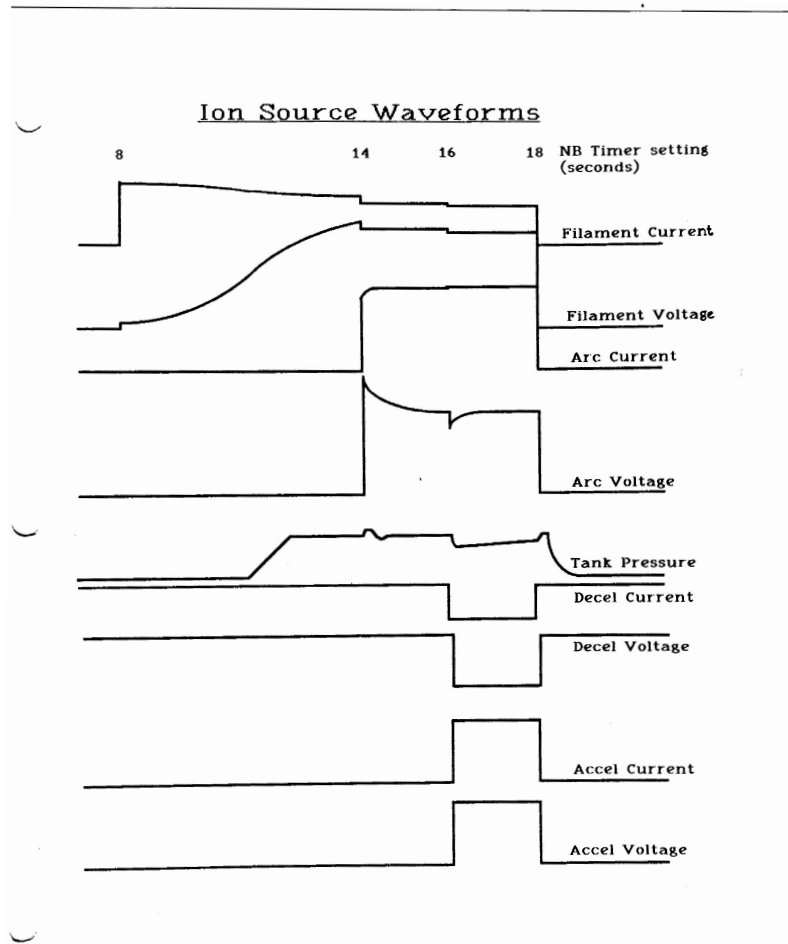 Ion Source Waveforms
8 14 16 18 NB Timer setting
(seconds)
Filament Current
Filament Voltage
Arc Current
Arc Voltage
Tank Pressure
Decel Current
Decel Voltage
Accel Current
Accel Voltage